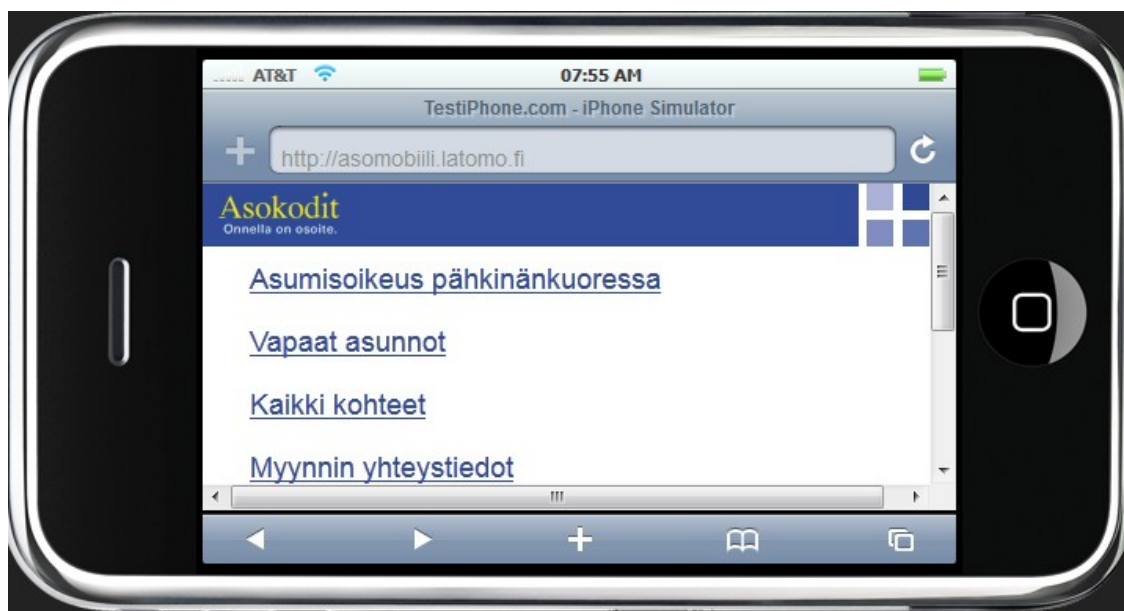 AT&T 07:55 AM
TestiPhone.com - iPhone Simulator
http://asomobiili.latomo.fi
Asokodit
Onnella on osoite.
Asumisoikeus pähkinänkuoressa
Vapaat asunnot
Kaikki kohteet
Myynnin yhteystiedot